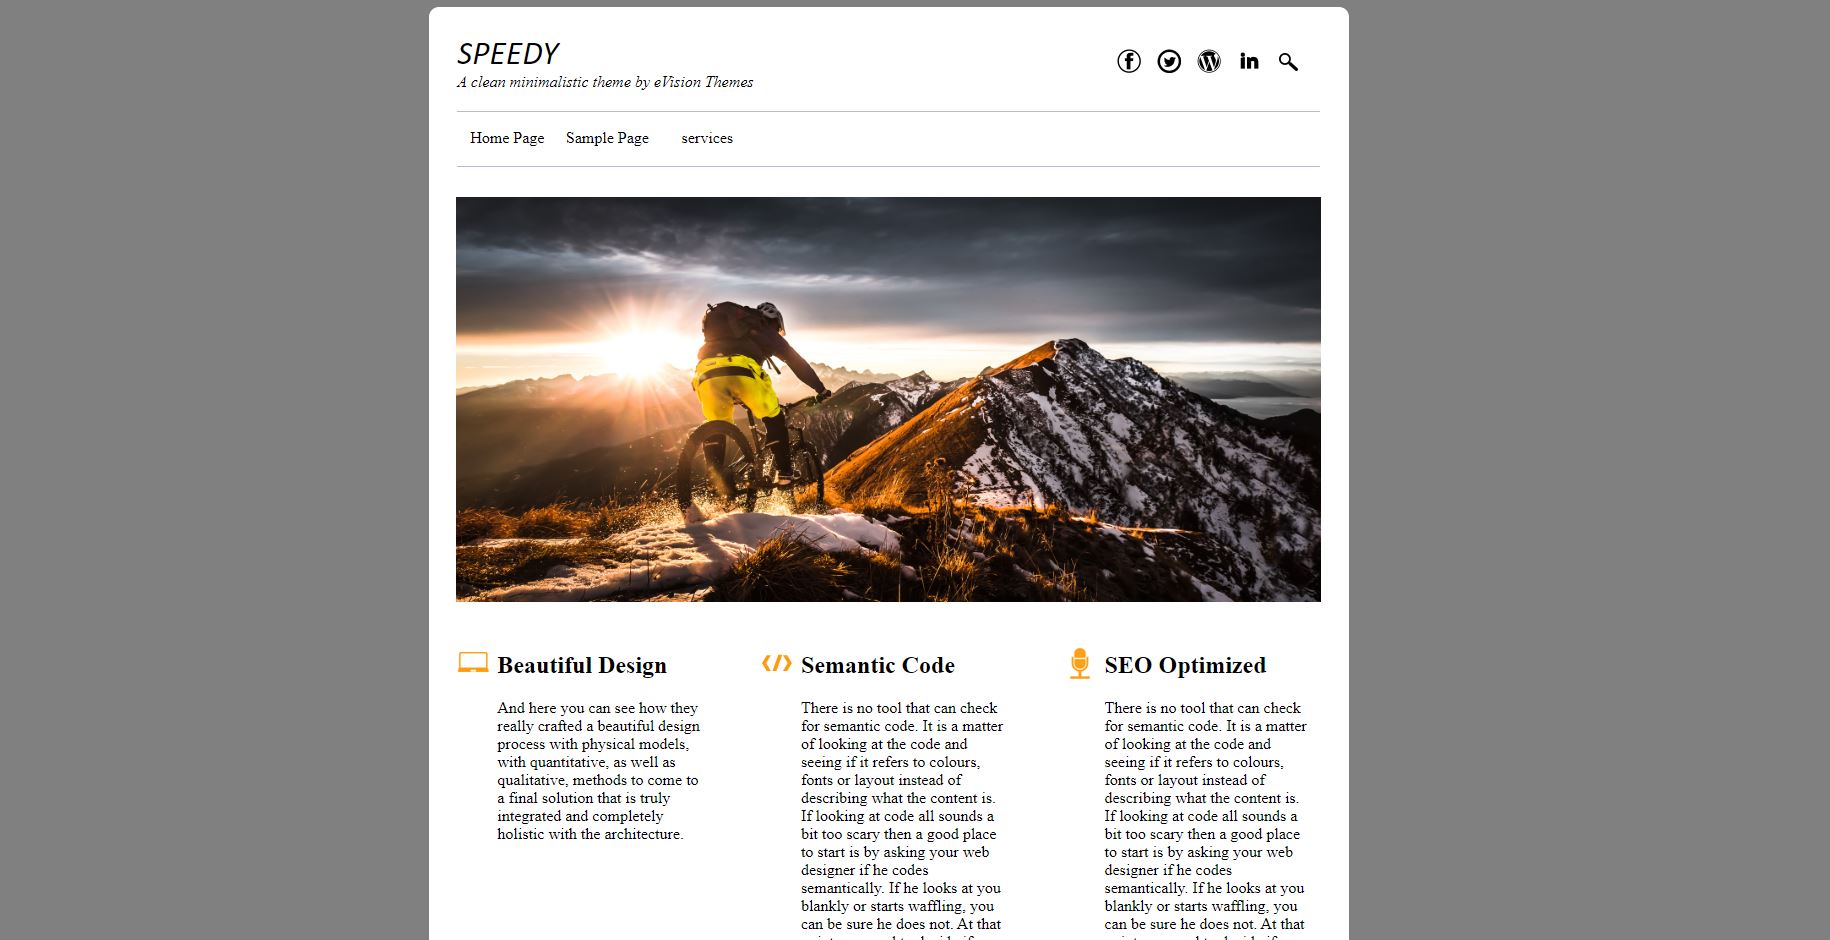 SPEEDY
A clean minimalistic theme by eVision Themes
Home Page Sample Page services
Beautiful Design
And here you can see how they
really crafted a beautiful design
process with physical models,
with quantitative, as well as
qualitative, methods to come to
a final solution that is truly
integrated and completely
holistic with the architecture.
Semantic Code
There is no tool that can check
for semantic code. It is a matter
of looking at the code and
seeing if it refers to colours,
fonts or layout instead of
describing what the content is.
If looking at code all sounds a
bit too scary then a good place
to start is by asking your web
designer if he codes
semantically. If he looks at you
blankly or starts waffling, you
can be sure he does not. At that
SEO Optimized
There is no tool that can check
for semantic code. It is a matter
of looking at the code and
seeing if it refers to colours,
fonts or layout instead of
describing what the content is.
If looking at code all sounds a
bit too scary then a good place
to start is by asking your web
designer if he codes
semantically. If he looks at you
blankly or starts waffling, you
can be sure he does not. At that